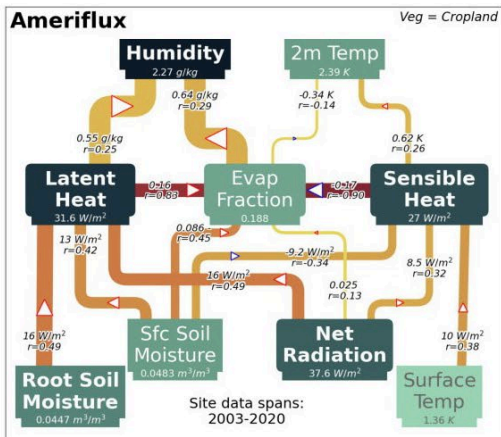 Ameriflux
Veg = Cropland
Humidity
2.27 g/kg
2m Temp
2.39 K
0.55 g/kg
r=0.25
0.64 g/kg
r=0.29
-0.34 K
r=-0.14
0.62 K
r=0.26
Latent
Heat
31.6 W/m²
0.16
r=0.83
Evap
Fraction
0.188
-0.17
r=-0.90
Sensible
Heat
27 W/m²
13 W/m²
r=0.42
0.086 -
r=0.45
-9.2 W/m²
r=-0.34
16 W/m²
r=0.49
0.025
r=0.13
8.5 W/m²
r=0.32
16 W/m²
r=0.49
Sfc Soil
Moisture
0.0483 m³/m³
Net
Radiation
37.6 W/m²
10 W/m²
r=0.38
Root Soil
Moisture
0.0447 m³/m³
Site data spans:
2003-2020
Surface
Temp
1.36 K